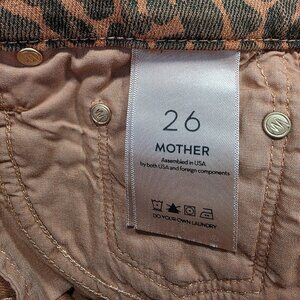 26
MOTHER
Assembled in USA
by both USA and foreign components
DO YOUR OWN LAUNDRY